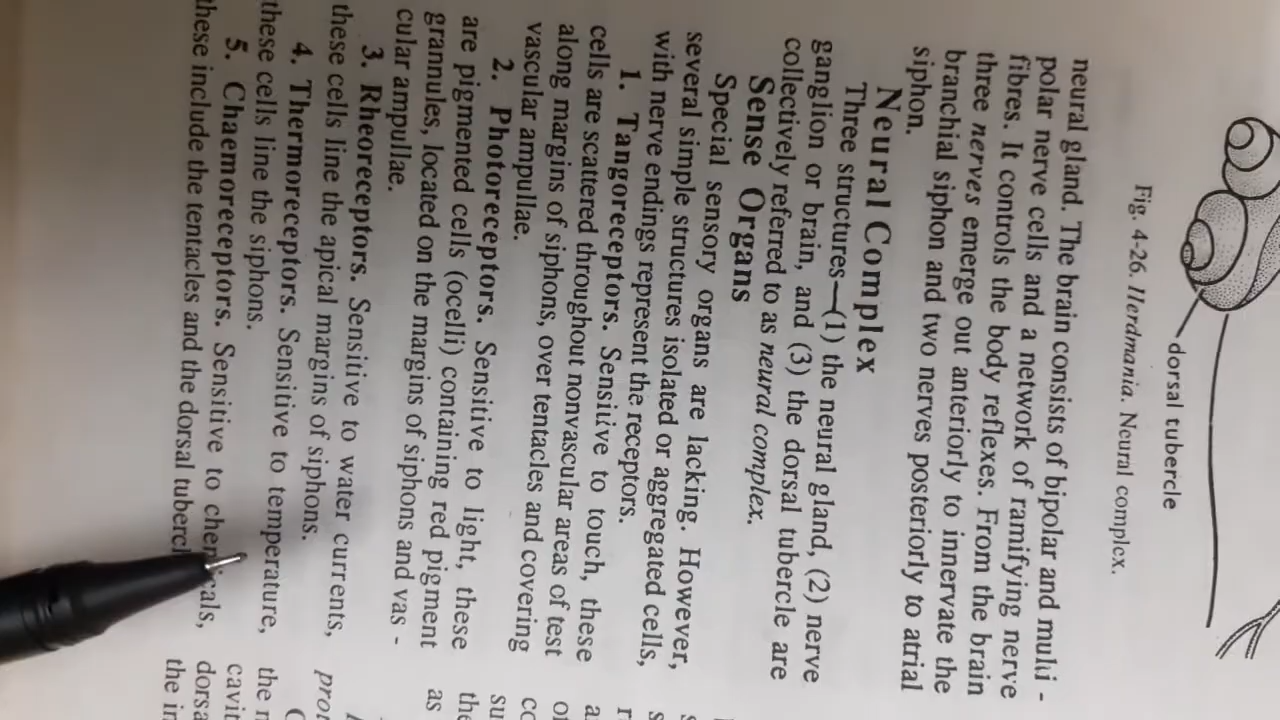 dorsal tubercle
Fig. 4-26. Herdmania. Neural complex.
neural gland. The brain consists of bipolar and multi-
polar nerve cells and a network of ramifying nerve
fibres. It controls the body reflexes. From the brain
three nerves emerge out anteriorly to innervate the
branchial siphon and two nerves posteriorly to atrial
siphon.
Neural Complex
Three structures—(1) the neural gland, (2) nerve
ganglion or brain, and (3) the dorsal tubercle are
collectively referred to as neural complex.
Sense Organs
Special sensory organs are lacking. However,
several simple structures isolated or aggregated cells,
with nerve endings represent the receptors.
1. Tangoreceptors. Sensitive to touch, these
cells are scattered throughout nonvascular areas of test
along margins of siphons, over tentacles and covering
vascular ampullae.
2. Photoreceptors. Sensitive to light, these
are pigmented cells (ocelli) containing red pigment
grannules, located on the margins of siphons and vas -
cular ampullae.
3. Rheoreceptors. Sensitive to water currents,
these cells line the apical margins of siphons.
4. Thermoreceptors. Sensitive to temperature,
these cells line the siphons.
5. Chaemoreceptors. Sensitive to chemicals,
these include the tentacles and the dorsal tubercl
the
as
the
dorsa
the in